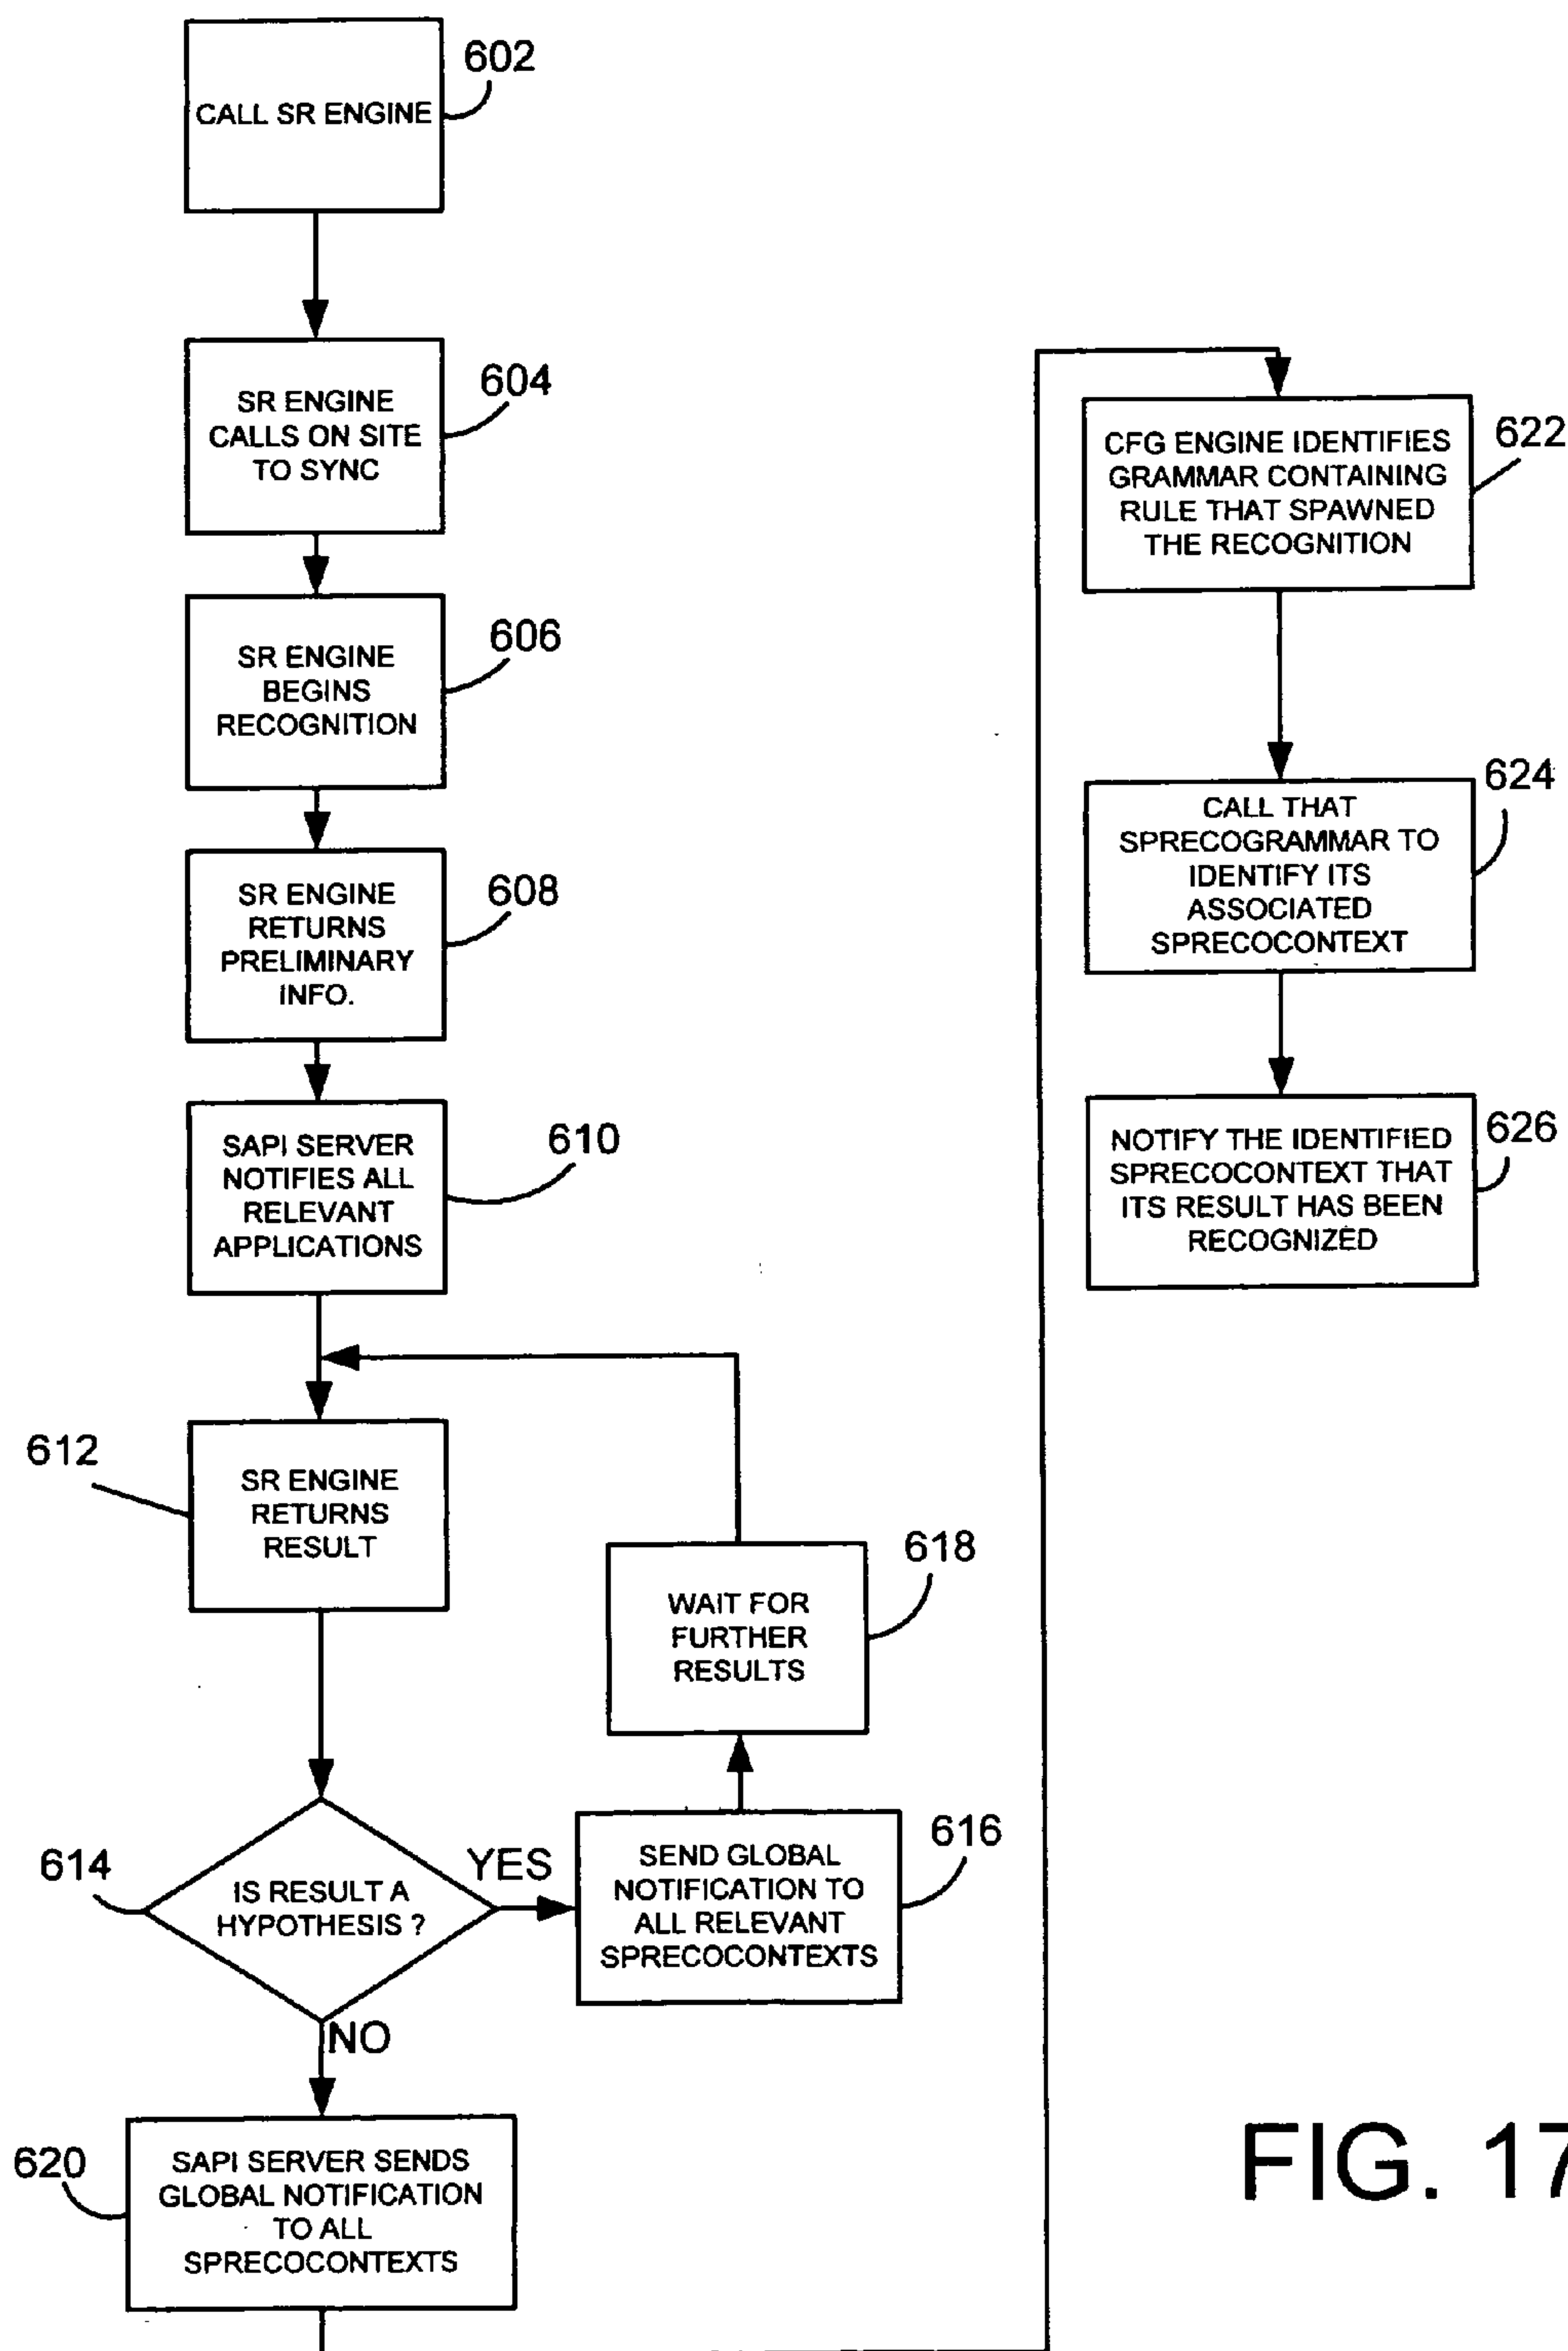 602
CALL SR ENGINE
604
SR ENGINE
CALLS ON SITE
TO SYNC
606
SR ENGINE
BEGINS
RECOGNITION
608
SR ENGINE
RETURNS
PRELIMINARY
INFO.
610
SAPI SERVER
NOTIFIES ALL
RELEVANT
APPLICATIONS
612
SR ENGINE
RETURNS
RESULT
614
IS RESULT A
HYPOTHESIS ?
YES
NO
616
SEND GLOBAL
NOTIFICATION TO
ALL RELEVANT
SPRECOCONTEXTS
618
WAIT FOR
FURTHER
RESULTS
620
SAPI SERVER SENDS
GLOBAL NOTIFICATION
TO ALL
SPRECOCONTEXTS
622
CFG ENGINE IDENTIFIES
GRAMMAR CONTAINING
RULE THAT SPAWNED
THE RECOGNITION
624
CALL THAT
SPRECOGRAMMAR TO
IDENTIFY ITS
ASSOCIATED
SPRECOCONTEXT
626
NOTIFY THE IDENTIFIED
SPRECOCONTEXT THAT
ITS RESULT HAS BEEN
RECOGNIZED
FIG. 17